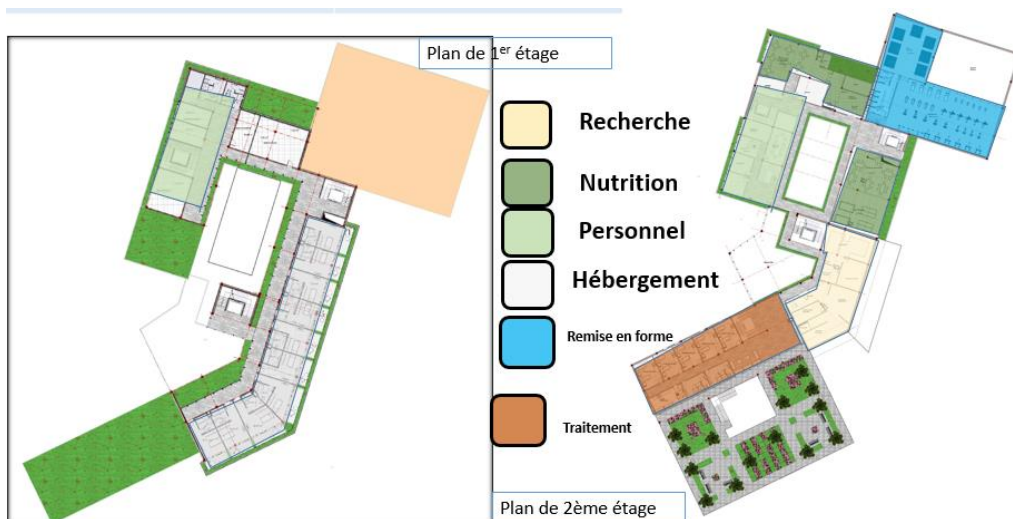 Plan de 1er étage
Recherche
Nutrition
Personnel
Hébergement
Remise en forme
Traitement
Plan de 2ème étage